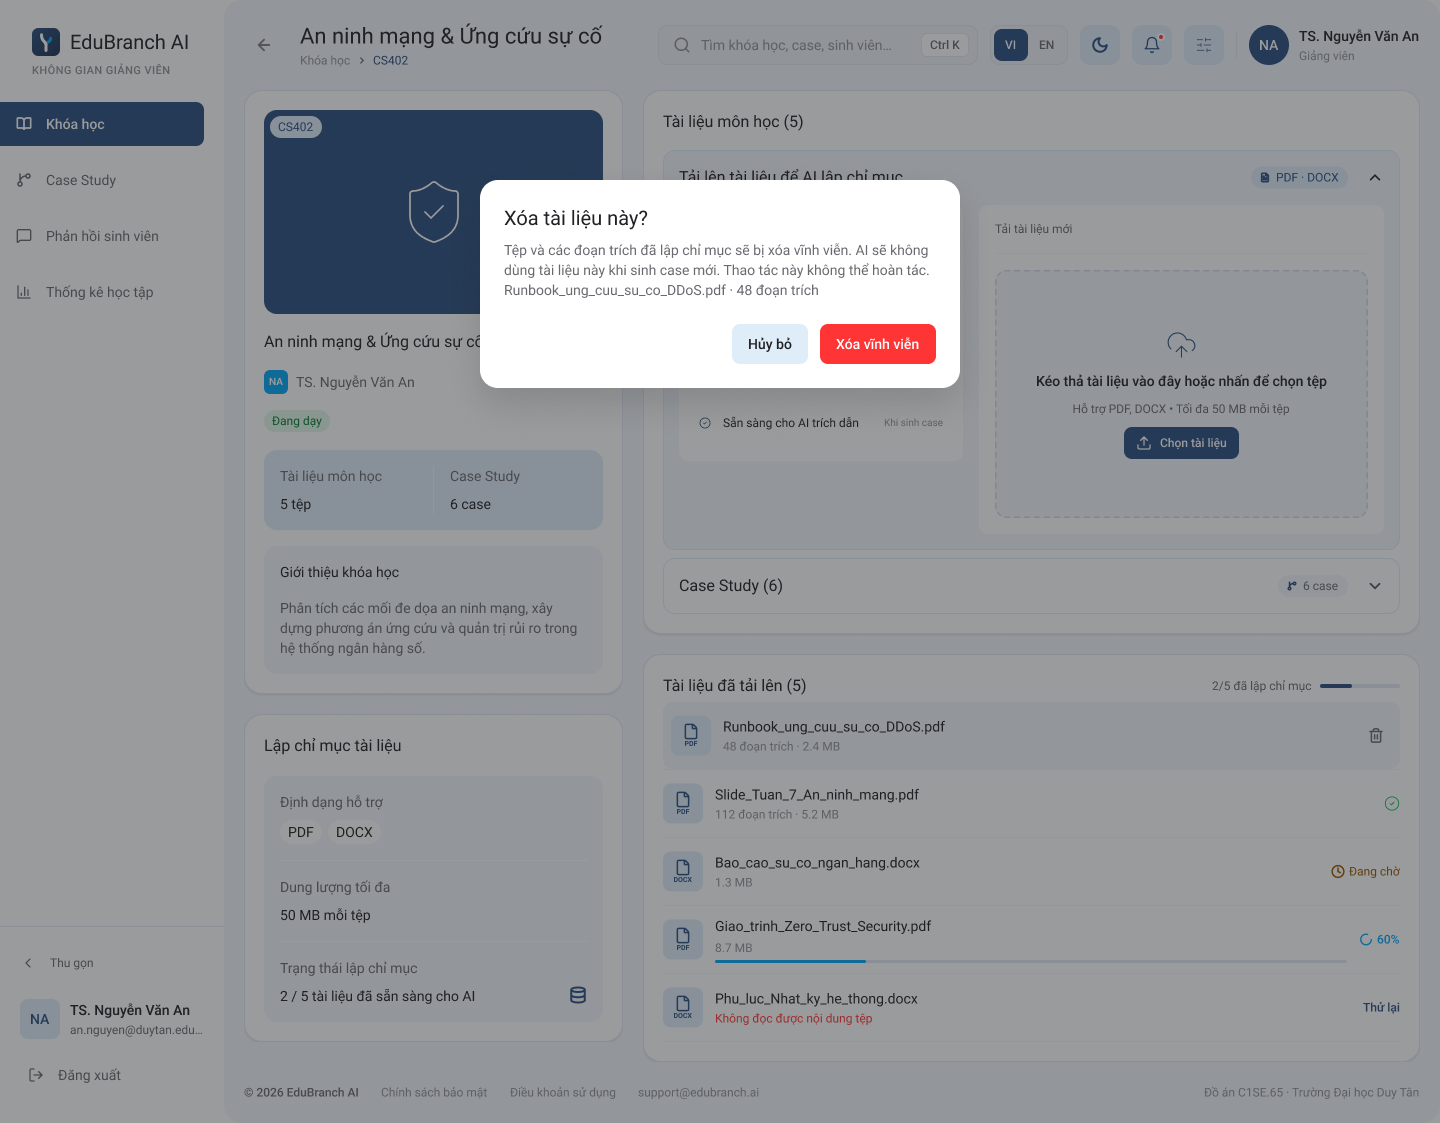 EduBranch AI
KHÔNG GIAN GIẢNG VIÊN
Khóa học
Case Study
Phản hồi sinh viên
Thống kê học tập
Thu gọn
NA
TS. Nguyễn Văn An
an.nguyen@duytan.edu...
Đăng xuất
An ninh mạng & Ứng cứu sự cố
Khóa học > CS402
Tìm khóa học, case, sinh viên...
Ctrl K
VI
EN
NA
TS. Nguyễn Văn An
Giảng viên
CS402
An ninh mạng & Ứng cứu sự cố
NA
TS. Nguyễn Văn An
Đang dạy
Tài liệu môn học
5 tệp
Case Study
6 case
Giới thiệu khóa học
Phân tích các mối đe dọa an ninh mạng, xây
dựng phương án ứng cứu và quản trị rủi ro trong
hệ thống ngân hàng số.
Lập chỉ mục tài liệu
Định dạng hỗ trợ
PDF
DOCX
Dung lượng tối đa
50 MB mỗi tệp
Trạng thái lập chỉ mục
2 / 5 tài liệu đã sẵn sàng cho AI
Tài liệu môn học (5)
Tải lên tài liệu để AI lập chỉ mục
PDF · DOCX
Xóa tài liệu này?
Tệp và các đoạn trích đã lập chỉ mục sẽ bị xóa vĩnh viễn. AI sẽ không
dùng tài liệu này khi sinh case mới. Thao tác này không thể hoàn tác.
Runbook_ung_cuu_su_co_DDoS.pdf · 48 đoạn trích
Hủy bỏ
Xóa vĩnh viễn
Sẵn sàng cho AI trích dẫn
Khi sinh case
Tải tài liệu mới
Kéo thả tài liệu vào đây hoặc nhấn để chọn tệp
Hỗ trợ PDF, DOCX • Tối đa 50 MB mỗi tệp
Chọn tài liệu
Case Study (6)
6 case
Tài liệu đã tải lên (5)
2/5 đã lập chỉ mục
PDF
Runbook_ung_cuu_su_co_DDoS.pdf
48 đoạn trích · 2.4 MB
PDF
Slide_Tuan_7_An_ninh_mang.pdf
112 đoạn trích · 5.2 MB
DOCX
Bao_cao_su_co_ngan_hang.docx
1.3 MB
Đang chờ
PDF
Giao_trinh_Zero_Trust_Security.pdf
8.7 MB
60%
DOCX
Phu_luc_Nhat_ky_he_thong.docx
Không đọc được nội dung tệp
Thử lại
© 2026 EduBranch AI
Chính sách bảo mật
Điều khoản sử dụng
support@edubranch.ai
Đồ án C1SE.65 · Trường Đại học Duy Tân